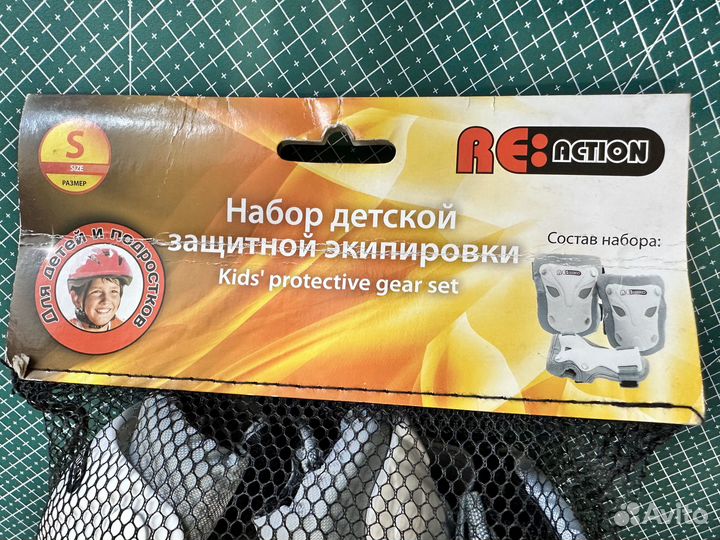 S
SIZE
РАЗМЕР
RE:ACTION
Набор детской
защитной экипировки
Kids' protective gear set
Для детей и подростков
Состав набора:
Avito